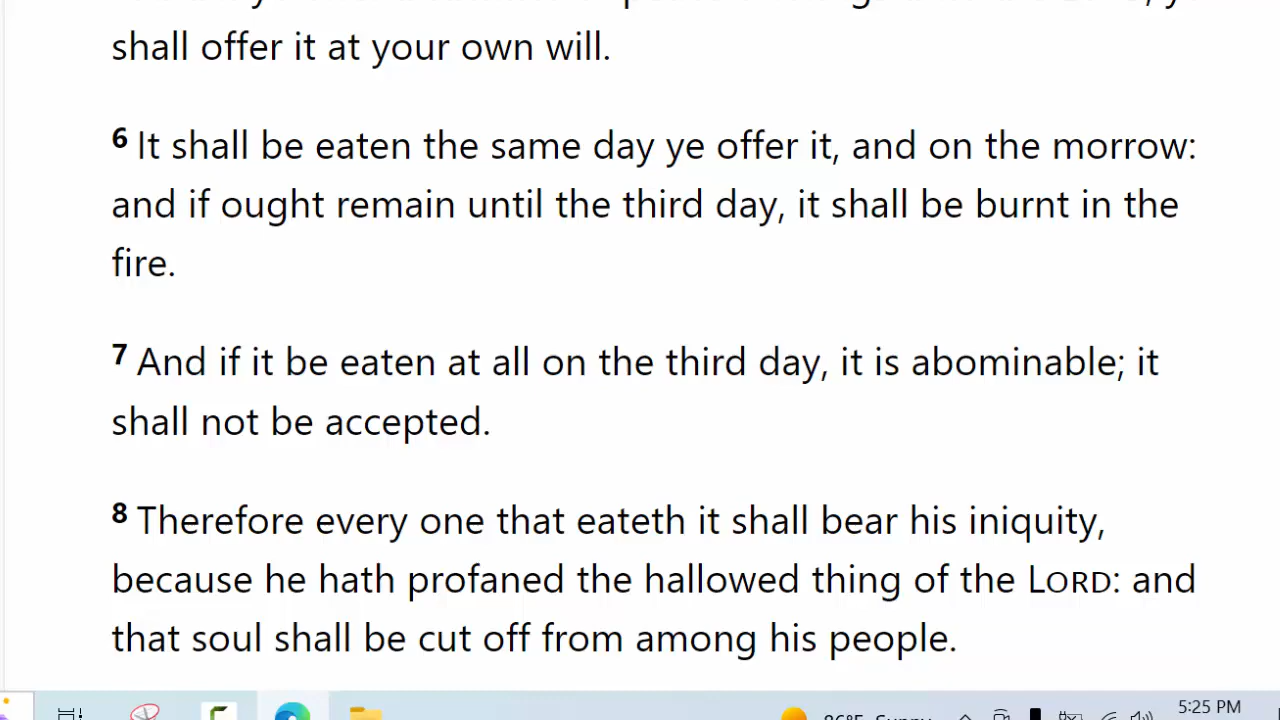 shall offer it at your own will.
6 It shall be eaten the same day ye offer it, and on the morrow:
and if ought remain until the third day, it shall be burnt in the
fire.
7 And if it be eaten at all on the third day, it is abominable; it
shall not be accepted.
8 Therefore every one that eateth it shall bear his iniquity,
because he hath profaned the hallowed thing of the LORD: and
that soul shall be cut off from among his people.
86°F Sunny
5:25 PM